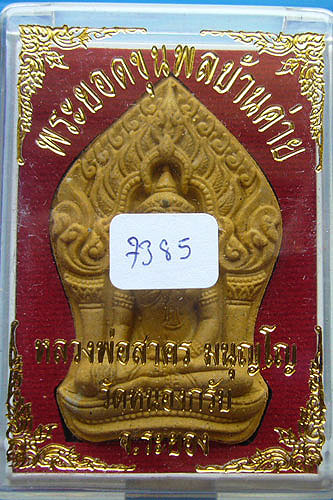 พระยอดขุนพลบ้านค่าย
7385
หลวงพ่อสาคร มนุญโญ
วัดหนองกรับ
จ.ระยอง